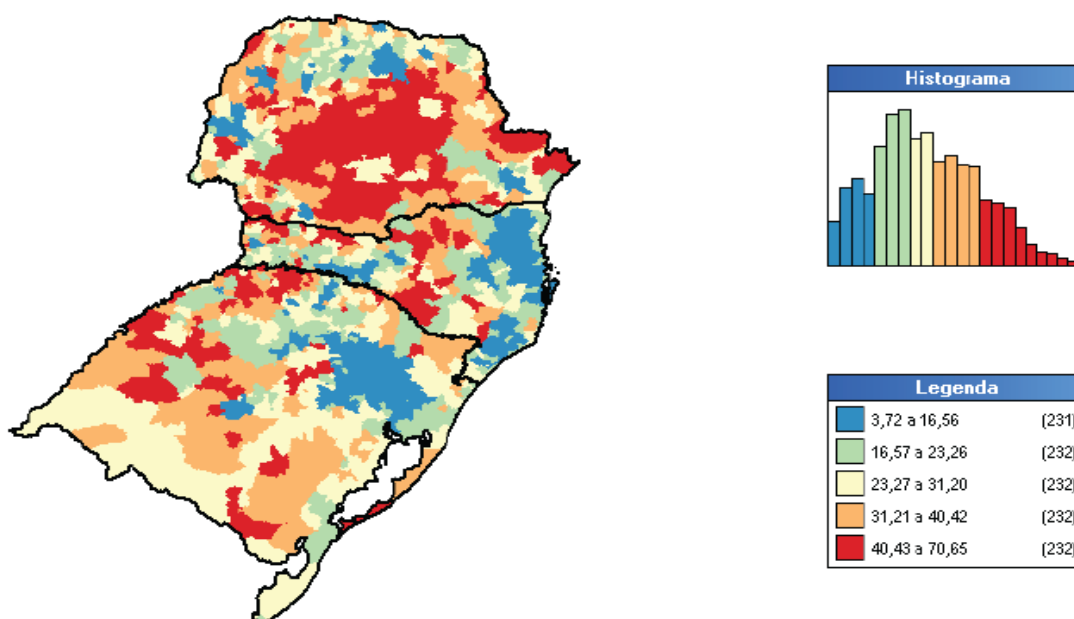 Histograma
Legenda
3,72 a 16,56 (231)
16,57 a 23,26 (232)
23,27 a 31,20 (232)
31,21 a 40,42 (232)
40,43 a 70,65 (232)